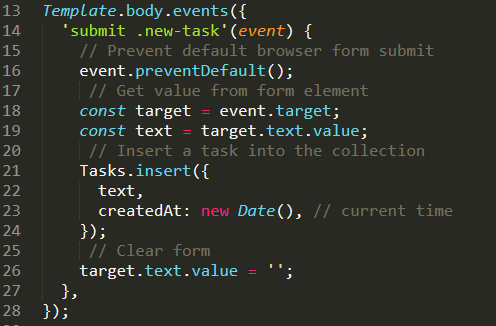 13 Template.body.events({
14   'submit .new-task'(event) {
15     // Prevent default browser form submit
16     event.preventDefault();
17      // Get value from form element
18     const target = event.target;
19     const text = target.text.value;
20      // Insert a task into the collection
21     Tasks.insert({
22       text,
23       createdAt: new Date(), // current time
24     });
25      // Clear form
26     target.text.value = '';
27   },
28 });